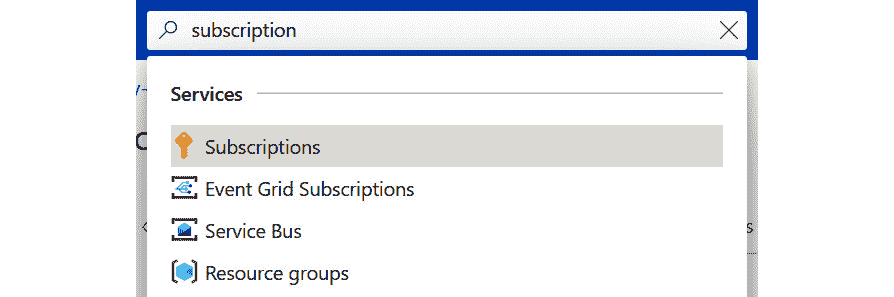 subscription
Services
Subscriptions
Event Grid Subscriptions
Service Bus
Resource groups